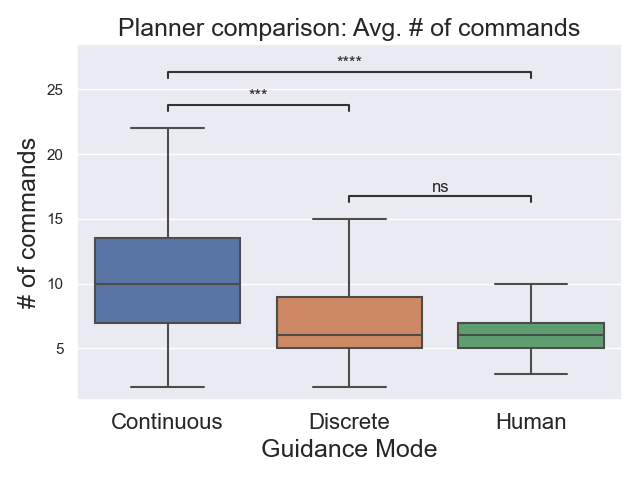 Planner comparison: Avg. # of commands
****
***
ns
# of commands
25
20
15
10
5
Continuous Discrete Human
Guidance Mode